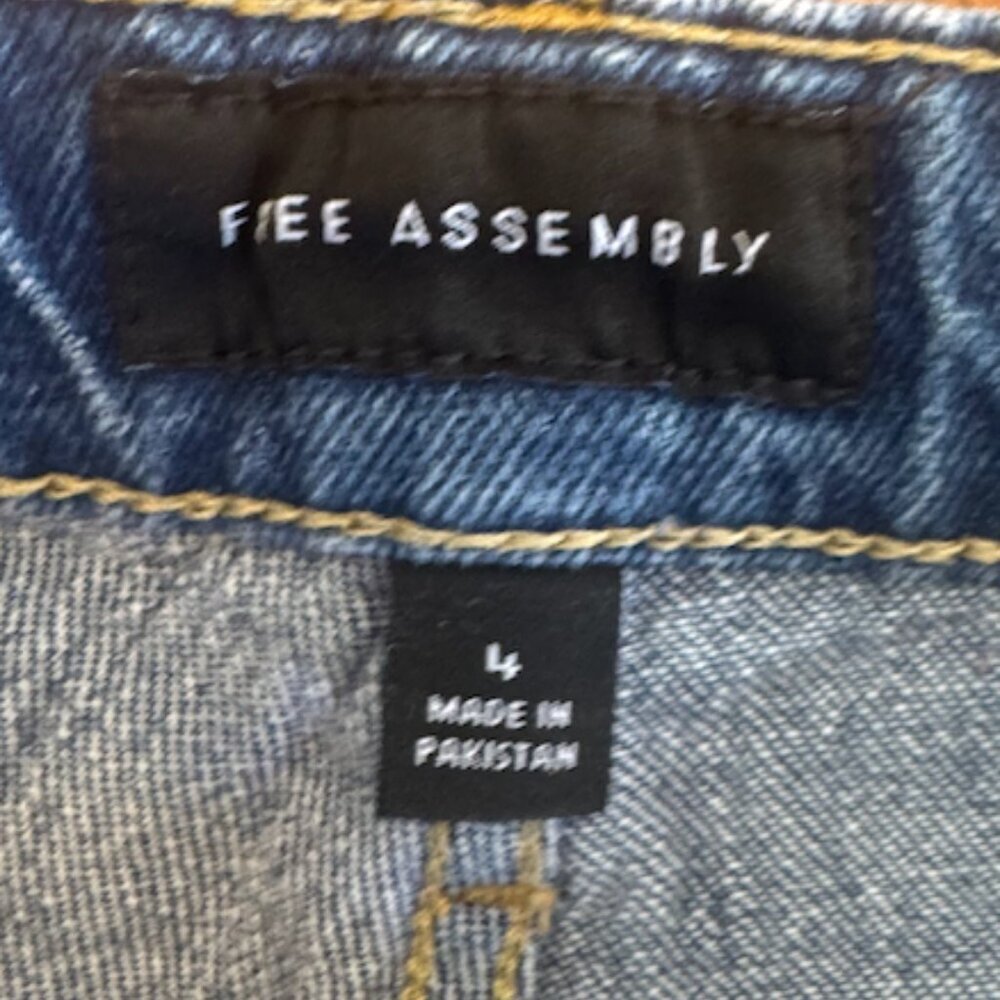 FREE ASSEMBLY
4
MADE IN
PAKISTAN